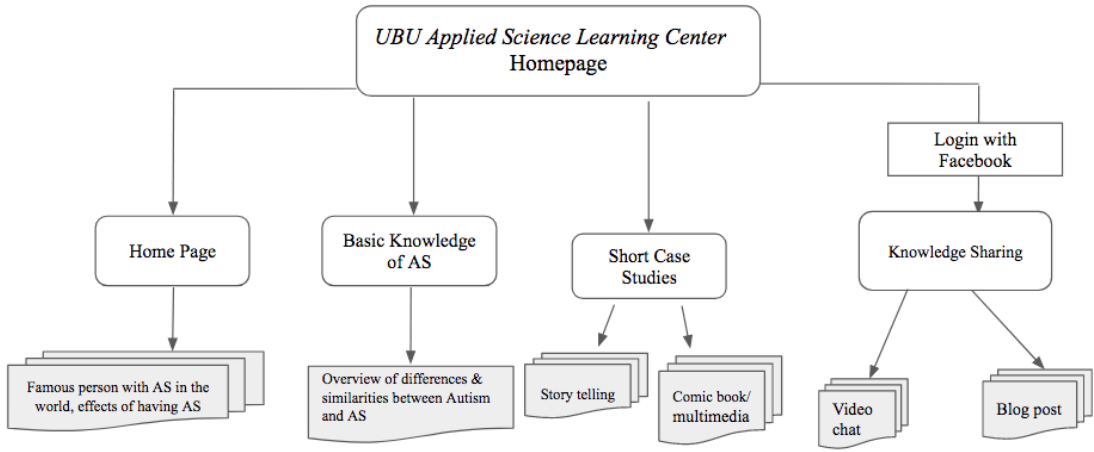 UBU Applied Science Learning Center
Homepage
Login with
Facebook
Home Page
Basic Knowledge
of AS
Short Case
Studies
Knowledge Sharing
Famous person with AS in the
world, effects of having AS
Overview of differences &
similarities between Autism
and AS
Story telling
Comic book/
multimedia
Video
chat
Blog post